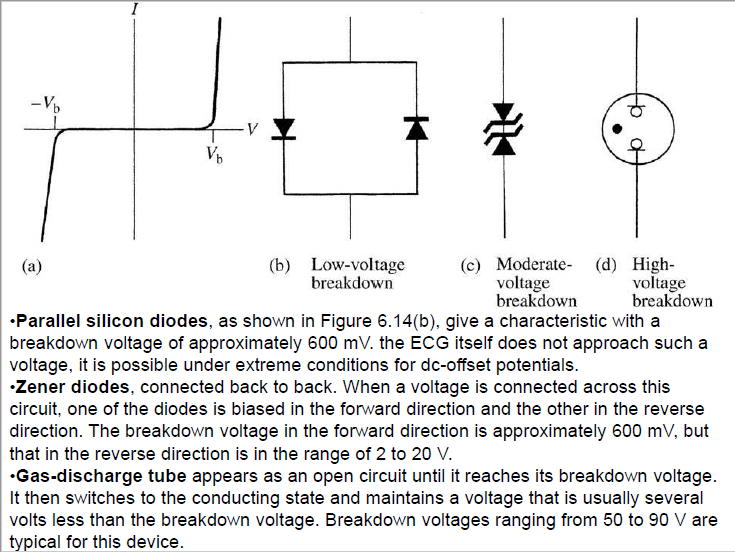 I
−Vb
V
Vb
(a)
(b) Low-voltage
breakdown
(c) Moderate-
voltage
breakdown
(d) High-
voltage
breakdown
•Parallel silicon diodes, as shown in Figure 6.14(b), give a characteristic with a
breakdown voltage of approximately 600 mV. the ECG itself does not approach such a
voltage, it is possible under extreme conditions for dc-offset potentials.
•Zener diodes, connected back to back. When a voltage is connected across this
circuit, one of the diodes is biased in the forward direction and the other in the reverse
direction. The breakdown voltage in the forward direction is approximately 600 mV, but
that in the reverse direction is in the range of 2 to 20 V.
•Gas-discharge tube appears as an open circuit until it reaches its breakdown voltage.
It then switches to the conducting state and maintains a voltage that is usually several
volts less than the breakdown voltage. Breakdown voltages ranging from 50 to 90 V are
typical for this device.